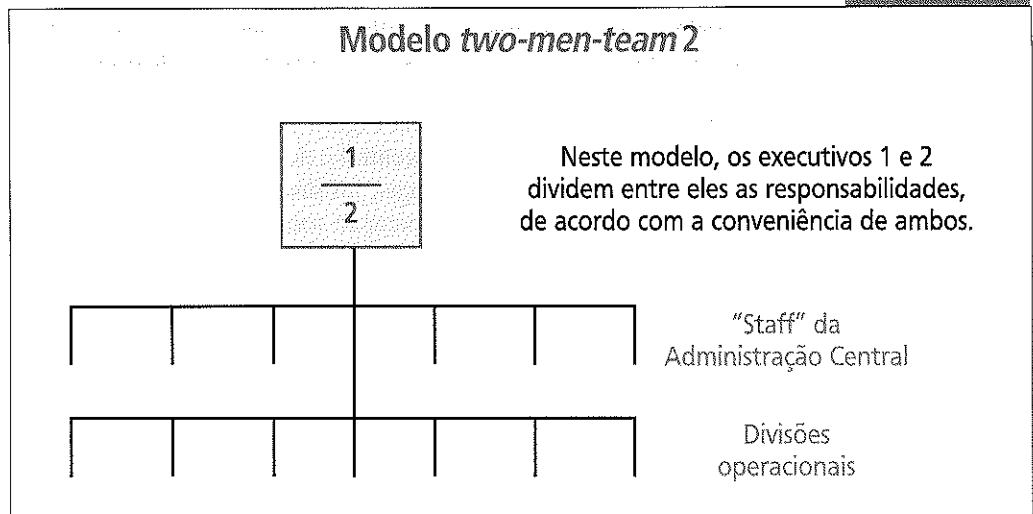 Modelo two-men-team 2
1
2
Neste modelo, os executivos 1 e 2
dividem entre eles as responsabilidades,
de acordo com a conveniência de ambos.
"Staff" da
Administração Central
Divisões
operacionais